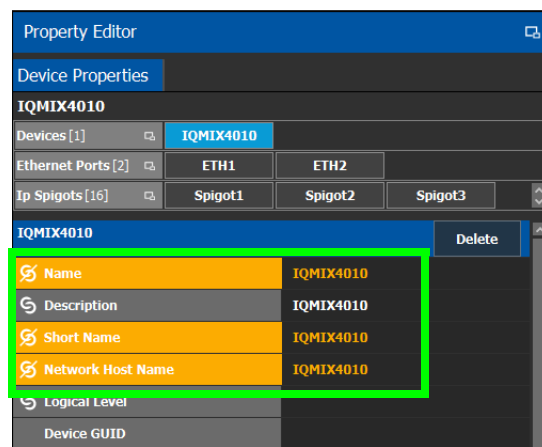 Property Editor
Device Properties
IQMIX4010
Devices [1] IQMIX4010
Ethernet Ports [2] ETH1 ETH2
Ip Spigots [16] Spigot1 Spigot2 Spigot3
IQMIX4010 Delete
Name IQMIX4010
Description IQMIX4010
Short Name IQMIX4010
Network Host Name IQMIX4010
Logical Level
Device GUID